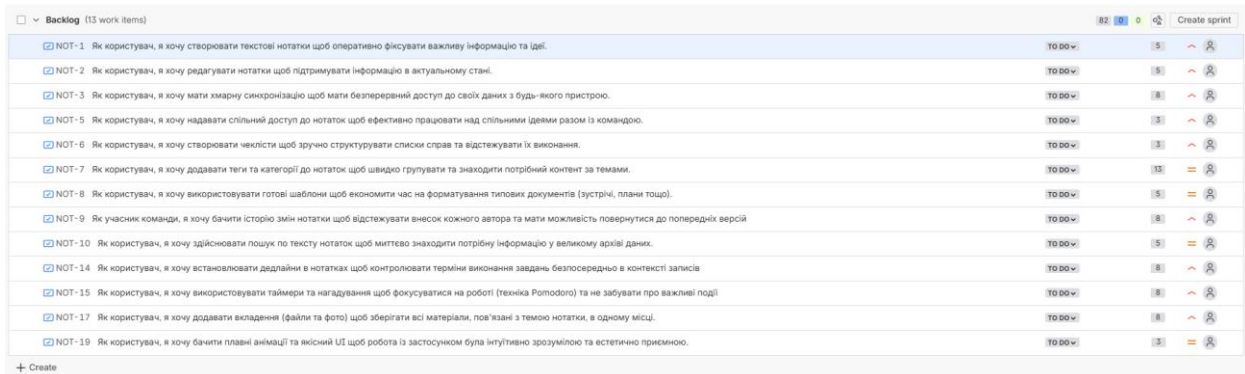 Backlog (13 work items) 82 0 0 Create sprint
NOT-1 Як користувач, я хочу створювати текстові нотатки щоб оперативно фіксувати важливу інформацію та ідеї. TO DO 5
NOT-2 Як користувач, я хочу редагувати нотатки щоб підтримувати інформацію в актуальному стані. TO DO 5
NOT-3 Як користувач, я хочу мати хмарну синхронізацію щоб мати безперервний доступ до своїх даних з будь-якого пристрою. TO DO 8
NOT-5 Як користувач, я хочу надавати спільний доступ до нотаток щоб ефективно працювати над спільними ідеями разом із командою. TO DO 3
NOT-6 Як користувач, я хочу створювати чеклісти щоб зручно структурувати списки справ та відстежувати їх виконання. TO DO 3
NOT-7 Як користувач, я хочу додавати теги та категорії до нотаток щоб швидко групувати та знаходити потрібний контент за темами. TO DO 13
NOT-8 Як користувач, я хочу використовувати готові шаблони щоб економити час на форматування типових документів (зустрічі, плани тощо). TO DO 5
NOT-9 Як учасник команди, я хочу бачити історію змін нотатки щоб відстежувати внесок кожного автора та мати можливість повернутися до попередніх версій TO DO 8
NOT-10 Як користувач, я хочу здійснювати пошук по тексту нотаток щоб миттєво знаходити потрібну інформацію у великому архіві даних. TO DO 5
NOT-14 Як користувач, я хочу встановлювати дедлайни в нотатках щоб контролювати терміни виконання завдань безпосередньо в контексті записів TO DO 8
NOT-15 Як користувач, я хочу використовувати таймери та нагадування щоб фокусуватися на роботі (техніка Pomodoro) та не забувати про важливі події TO DO 8
NOT-17 Як користувач, я хочу додавати вкладення (файли та фото) щоб зберігати всі матеріали, пов'язані з темою нотатки, в одному місці. TO DO 8
NOT-19 Як користувач, я хочу бачити плавні анімації та якісний UI щоб робота із застосунком була інтуїтивно зрозумілою та естетично приємною. TO DO 3
+ Create